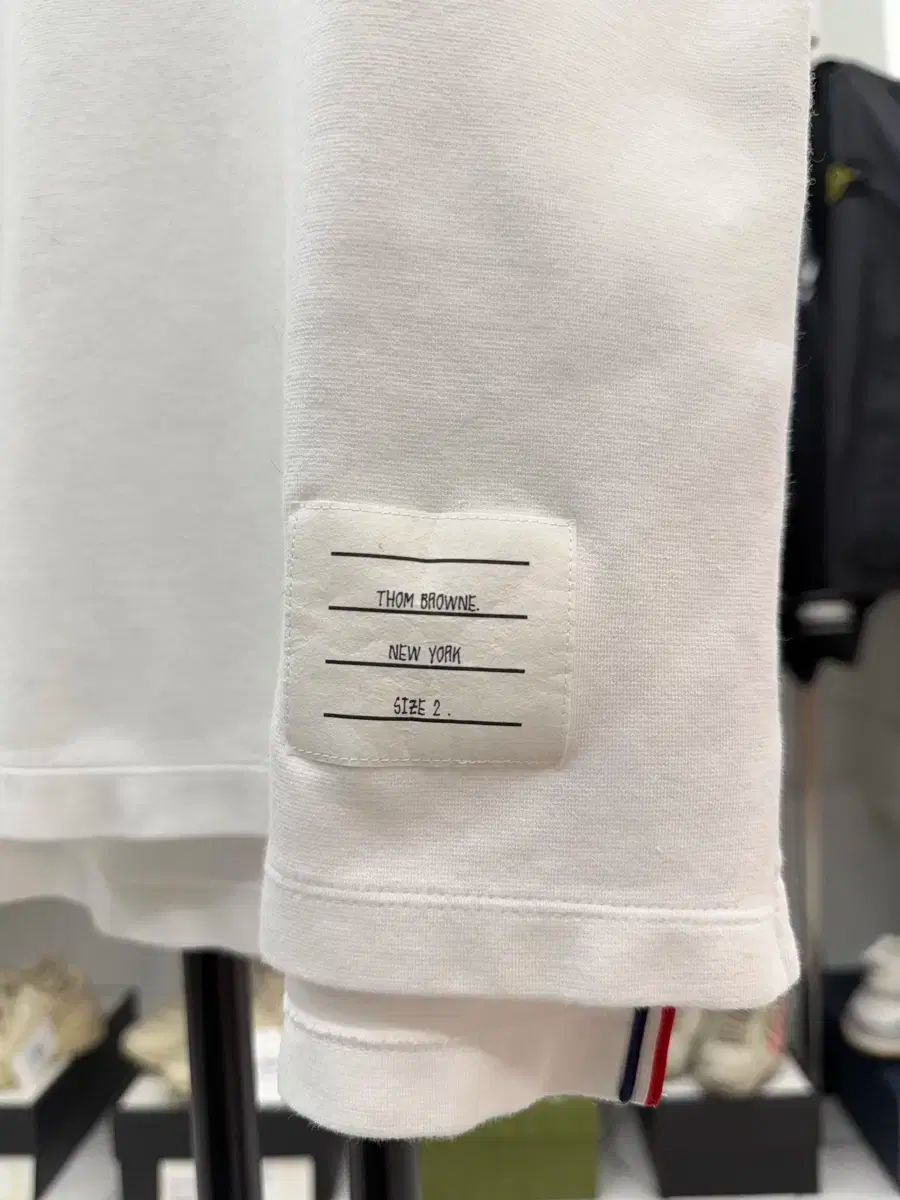 THOM BROWNE.
NEW YORK
SIZE 2 .